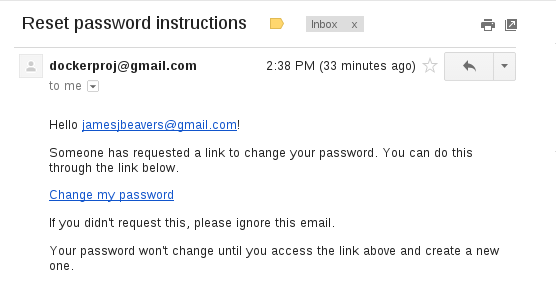 Reset password instructions
Inbox x
dockerproj@gmail.com 2:38 PM (33 minutes ago)
to me
Hello jamesjbeavers@gmail.com!
Someone has requested a link to change your password. You can do this
through the link below.
Change my password
If you didn't request this, please ignore this email.
Your password won't change until you access the link above and create a new
one.